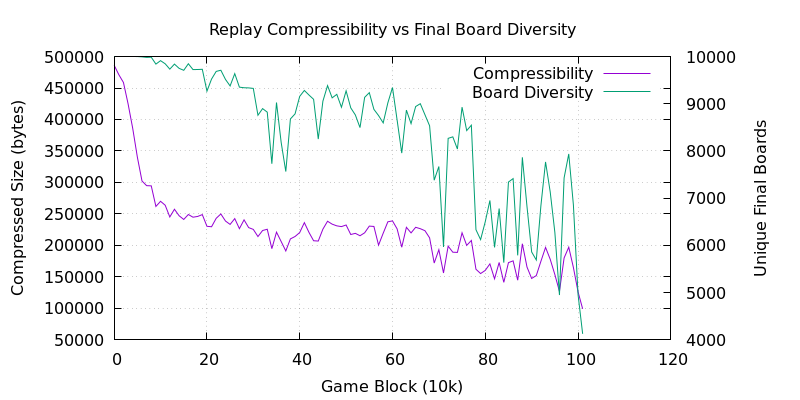 Replay Compressibility vs Final Board Diversity
500000
450000
400000
350000
300000
250000
200000
150000
100000
50000
Compressed Size (bytes)
Compressibility
Board Diversity
10000
9000
8000
7000
6000
5000
4000
Unique Final Boards
0 20 40 60 80 100 120
Game Block (10k)